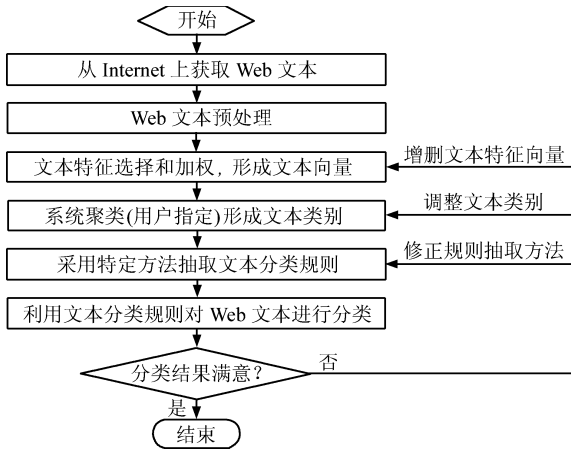 开始
从 Internet 上获取 Web 文本
Web 文本预处理
文本特征选择和加权, 形成文本向量
增删文本特征向量
系统聚类(用户指定)形成文本类别
调整文本类别
采用特定方法抽取文本分类规则
修正规则抽取方法
利用文本分类规则对 Web 文本进行分类
分类结果满意？
否
是
结束